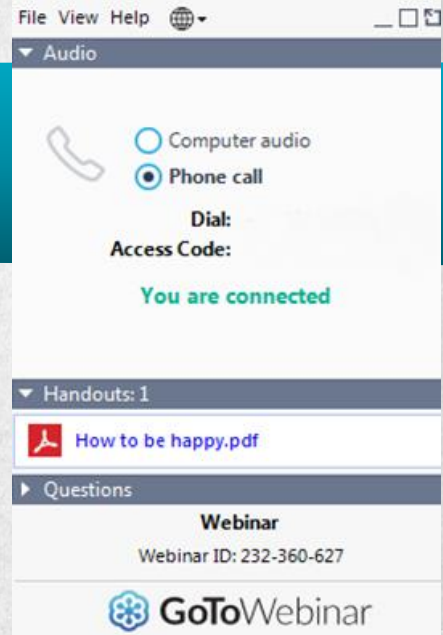 File View Help
Audio
Computer audio
Phone call
Dial:
Access Code:
You are connected
Handouts: 1
How to be happy.pdf
Questions
Webinar
Webinar ID: 232-360-627
GoToWebinar